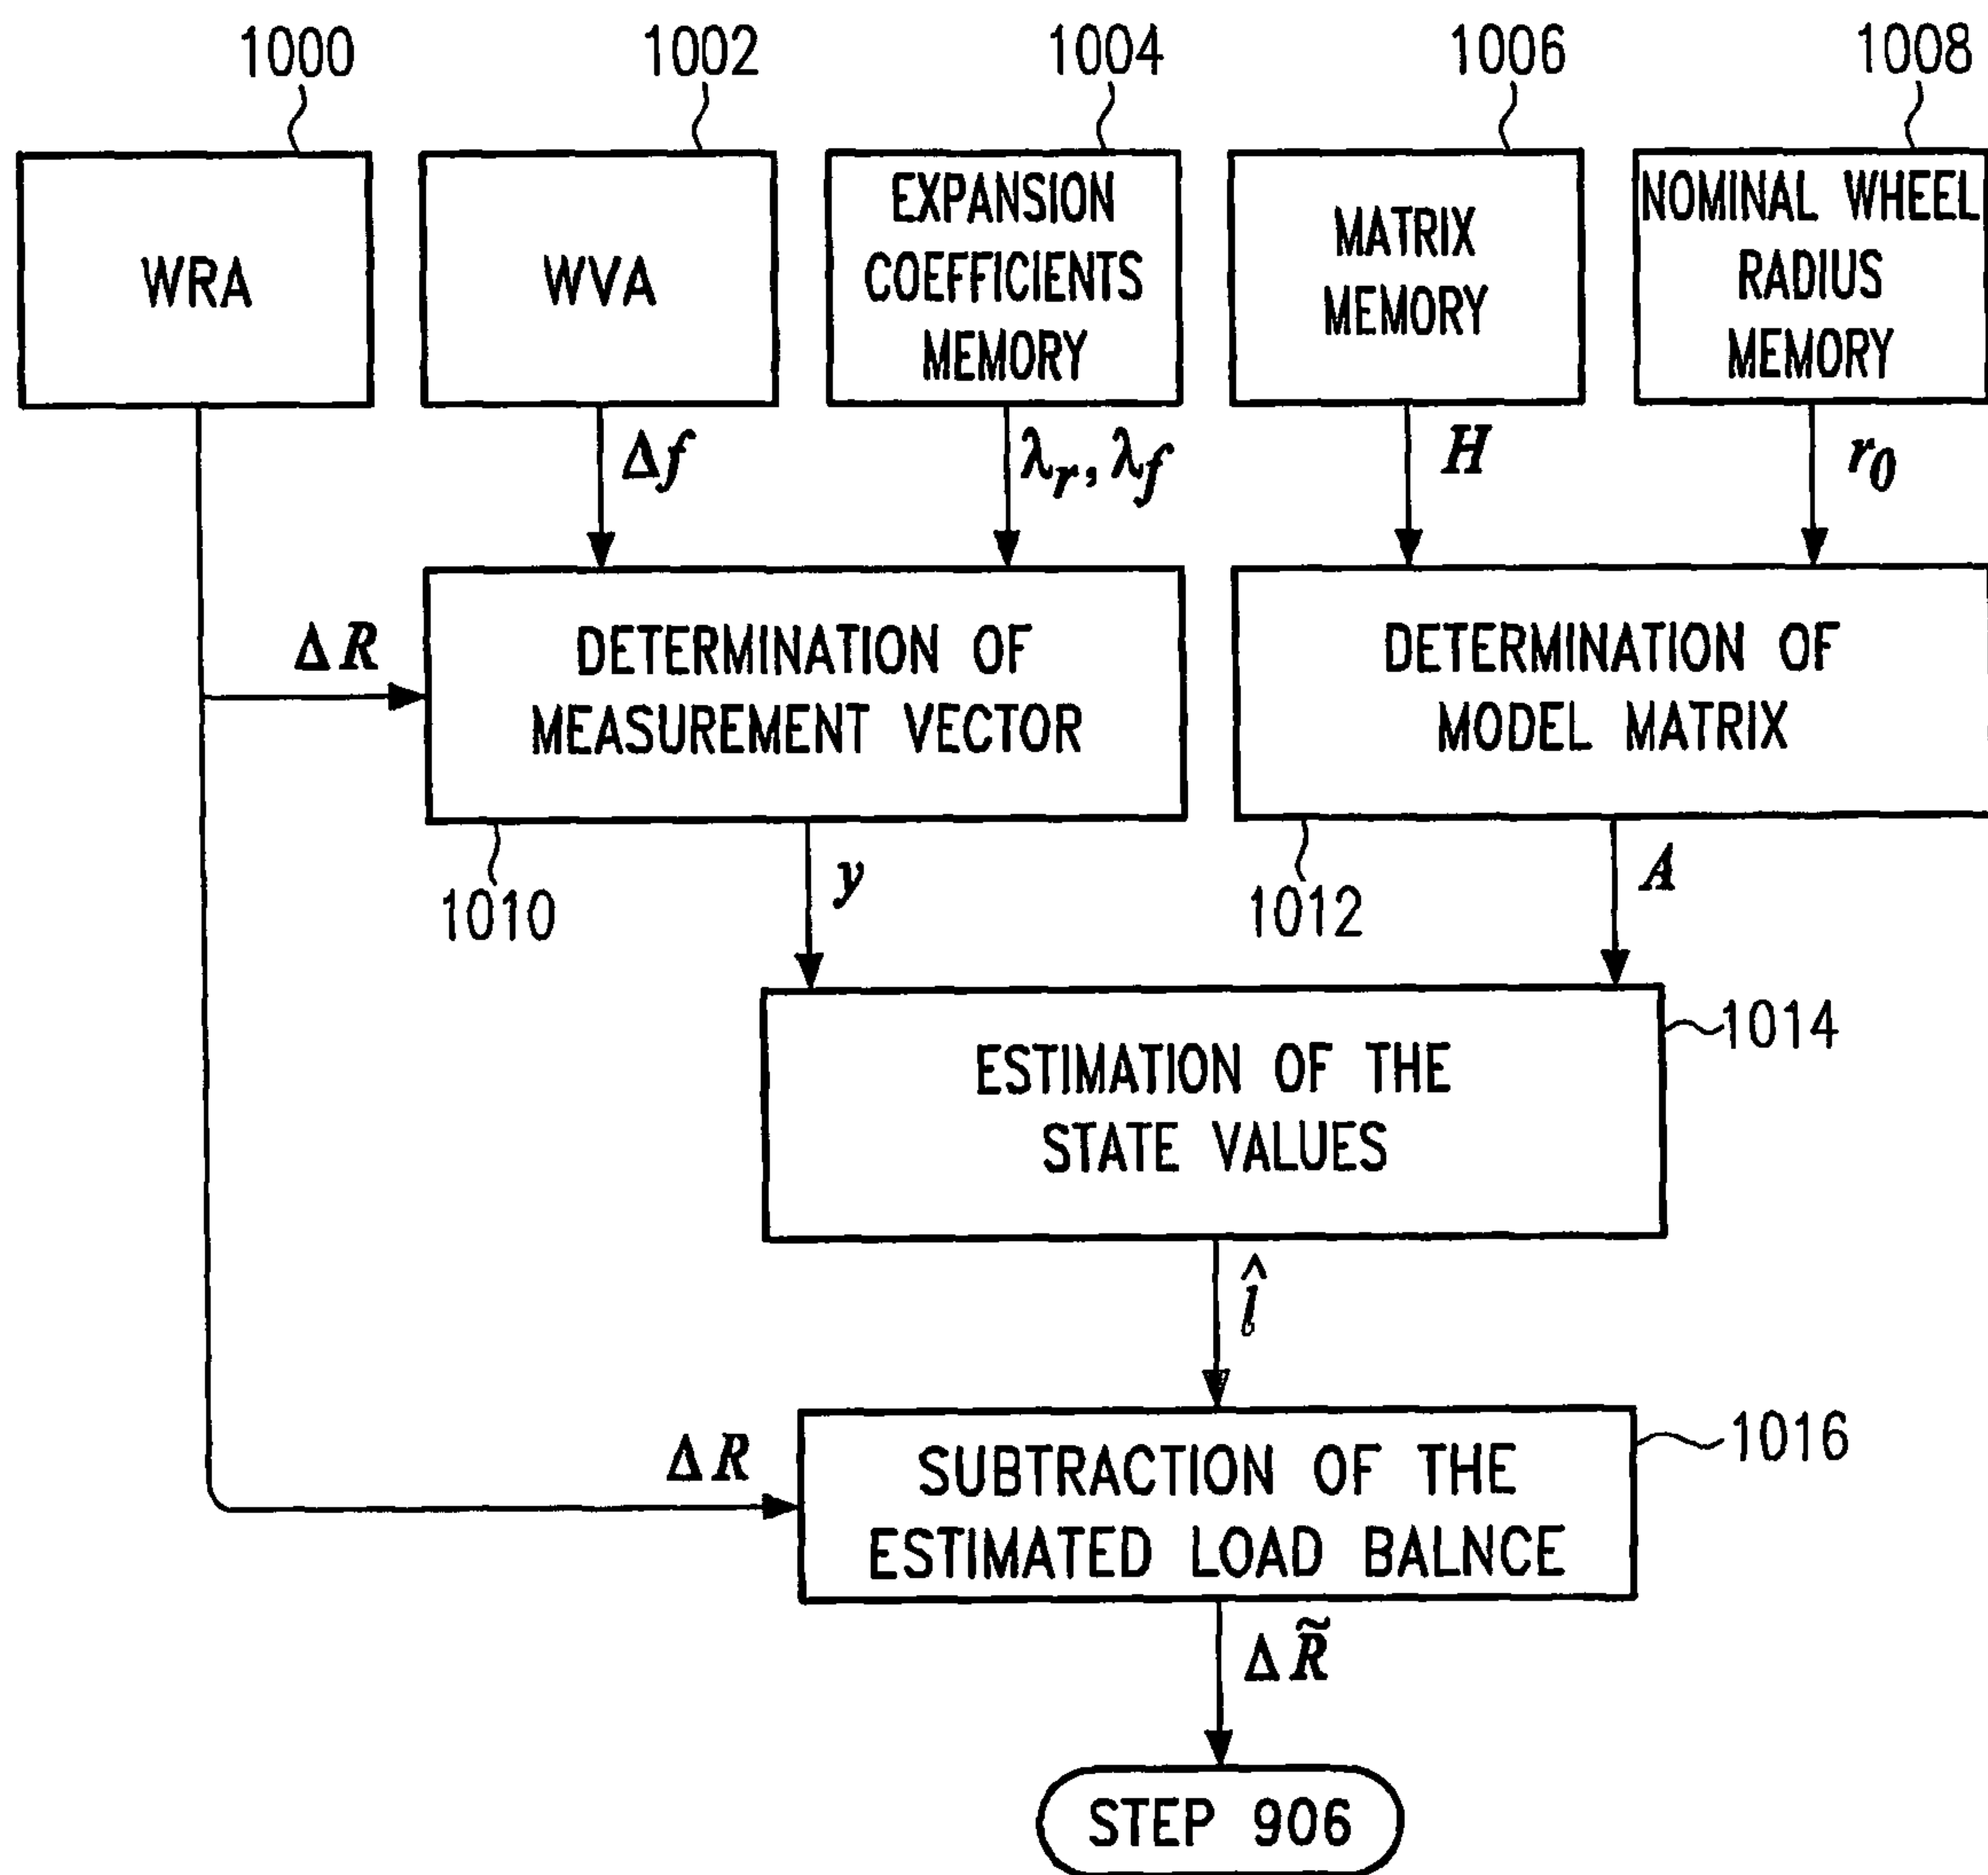 1000
1002
1004
1006
1008
WRA
WVA
EXPANSION
COEFFICIENTS
MEMORY
MATRIX
MEMORY
NOMINAL WHEEL
RADIUS
MEMORY
Δf
λr, λf
H
r0
ΔR
DETERMINATION OF
MEASUREMENT VECTOR
DETERMINATION OF
MODEL MATRIX
1010
y
1012
A
ESTIMATION OF THE
STATE VALUES
1014
l̂
ΔR
SUBTRACTION OF THE
ESTIMATED LOAD BALNCE
1016
ΔR̃
STEP 906